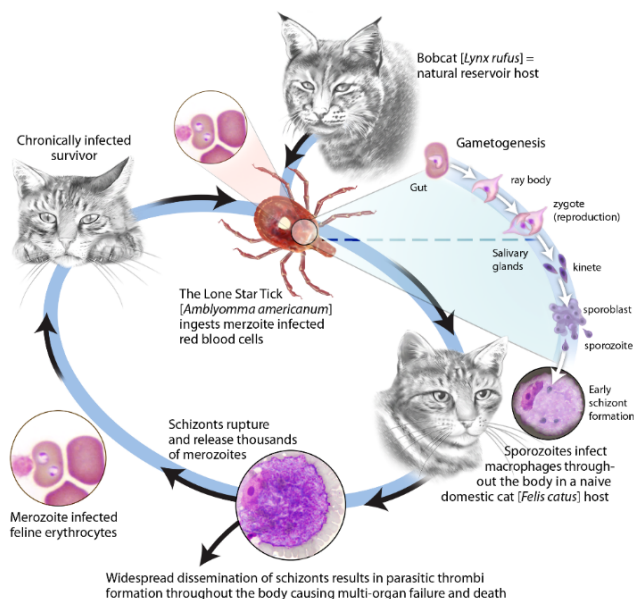 Bobcat [Lynx rufus] =
natural reservoir host
Chronically infected
survivor
Gametogenesis
Gut
ray body
zygote
(reproduction)
Salivary
glands
kinete
sporoblast
sporozoite
The Lone Star Tick
[Amblyomma americanum]
ingests merzoite infected
red blood cells
Early
schizont
formation
Schizonts rupture
and release thousands
of merozoites
Sporozoites infect
macrophages through-
out the body in a naive
domestic cat [Felis catus] host
Merozoite infected
feline erythrocytes
Widespread dissemination of schizonts results in parasitic thrombi
formation throughout the body causing multi-organ failure and death